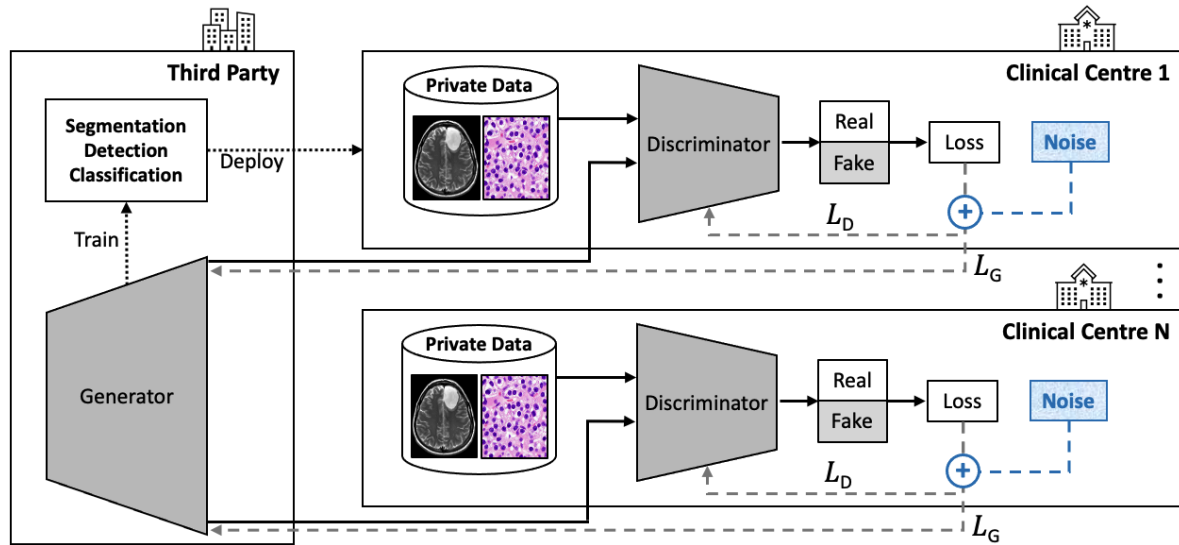 Third Party
Segmentation
Detection
Classification
Deploy
Train
Generator
Clinical Centre 1
Private Data
Discriminator
Real
Fake
Loss
Noise
+
L_D
L_G
Clinical Centre N
Private Data
Discriminator
Real
Fake
Loss
Noise
+
L_D
L_G